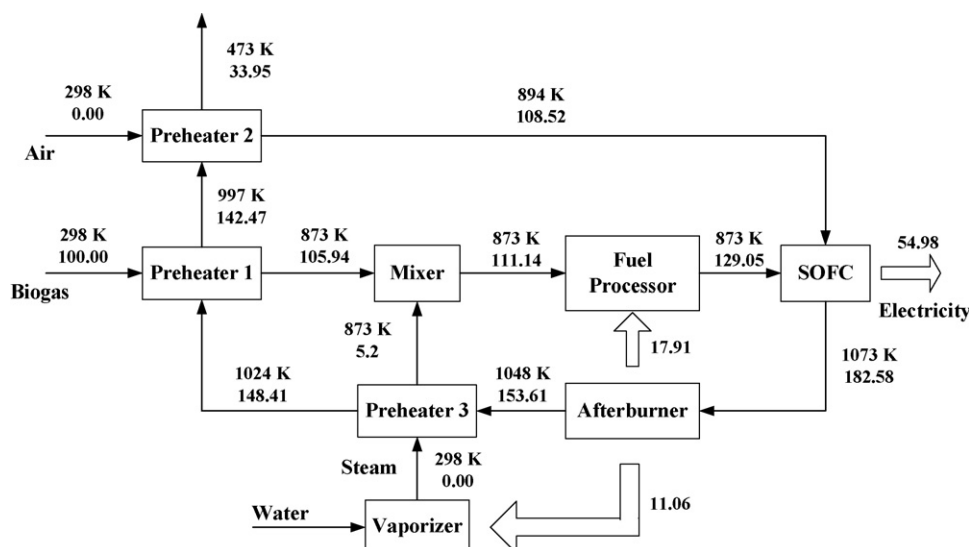 473 K
33.95
298 K
0.00
894 K
108.52
Preheater 2
Air
997 K
142.47
298 K
100.00
873 K
105.94
873 K
111.14
873 K
129.05
54.98
Preheater 1
Mixer
Fuel
Processor
SOFC
Biogas
Electricity
873 K
5.2
17.91
1073 K
182.58
1024 K
148.41
1048 K
153.61
Preheater 3
Afterburner
Steam
298 K
0.00
11.06
Water
Vaporizer